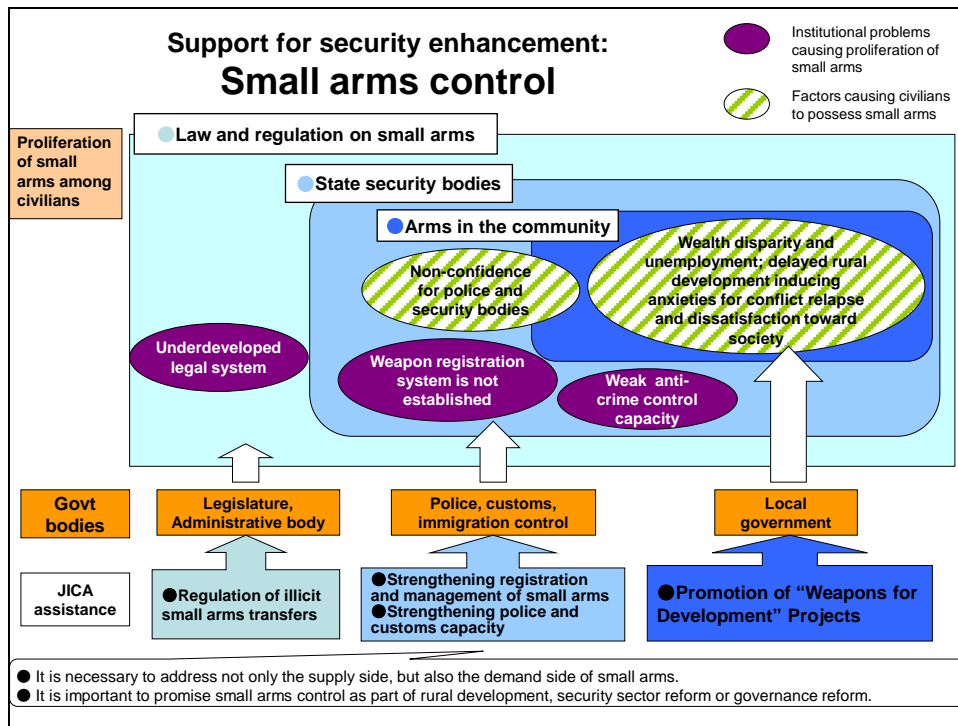 Support for security enhancement:
Small arms control
Institutional problems
causing proliferation of
small arms
Factors causing civilians
to possess small arms
Proliferation
of small
arms among
civilians
●Law and regulation on small arms
●State security bodies
●Arms in the community
Wealth disparity and
unemployment; delayed rural
development inducing
anxieties for conflict relapse
and dissatisfaction toward
society
Non-confidence
for police and
security bodies
Underdeveloped
legal system
Weapon registration
system is not
established
Weak anti-
crime control
capacity
Govt
bodies
Legislature,
Administrative body
Police, customs,
immigration control
Local
government
JICA
assistance
●Regulation of illicit
small arms transfers
●Strengthening registration
and management of small arms
●Strengthening police and
customs capacity
●Promotion of “Weapons for
Development” Projects
● It is necessary to address not only the supply side, but also the demand side of small arms.
● It is important to promise small arms control as part of rural development, security sector reform or governance reform.